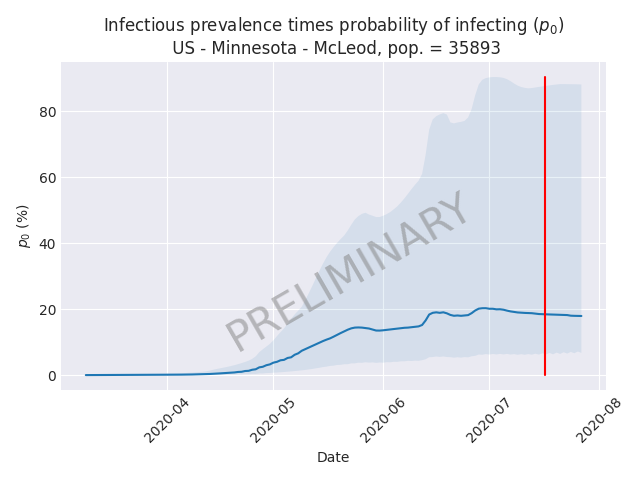 Infectious prevalence times probability of infecting (p₀)
US - Minnesota - McLeod, pop. = 35893
80
60
40
20
0
p₀ (%)
PRELIMINARY
2020-04
2020-05
2020-06
2020-07
2020-08
Date